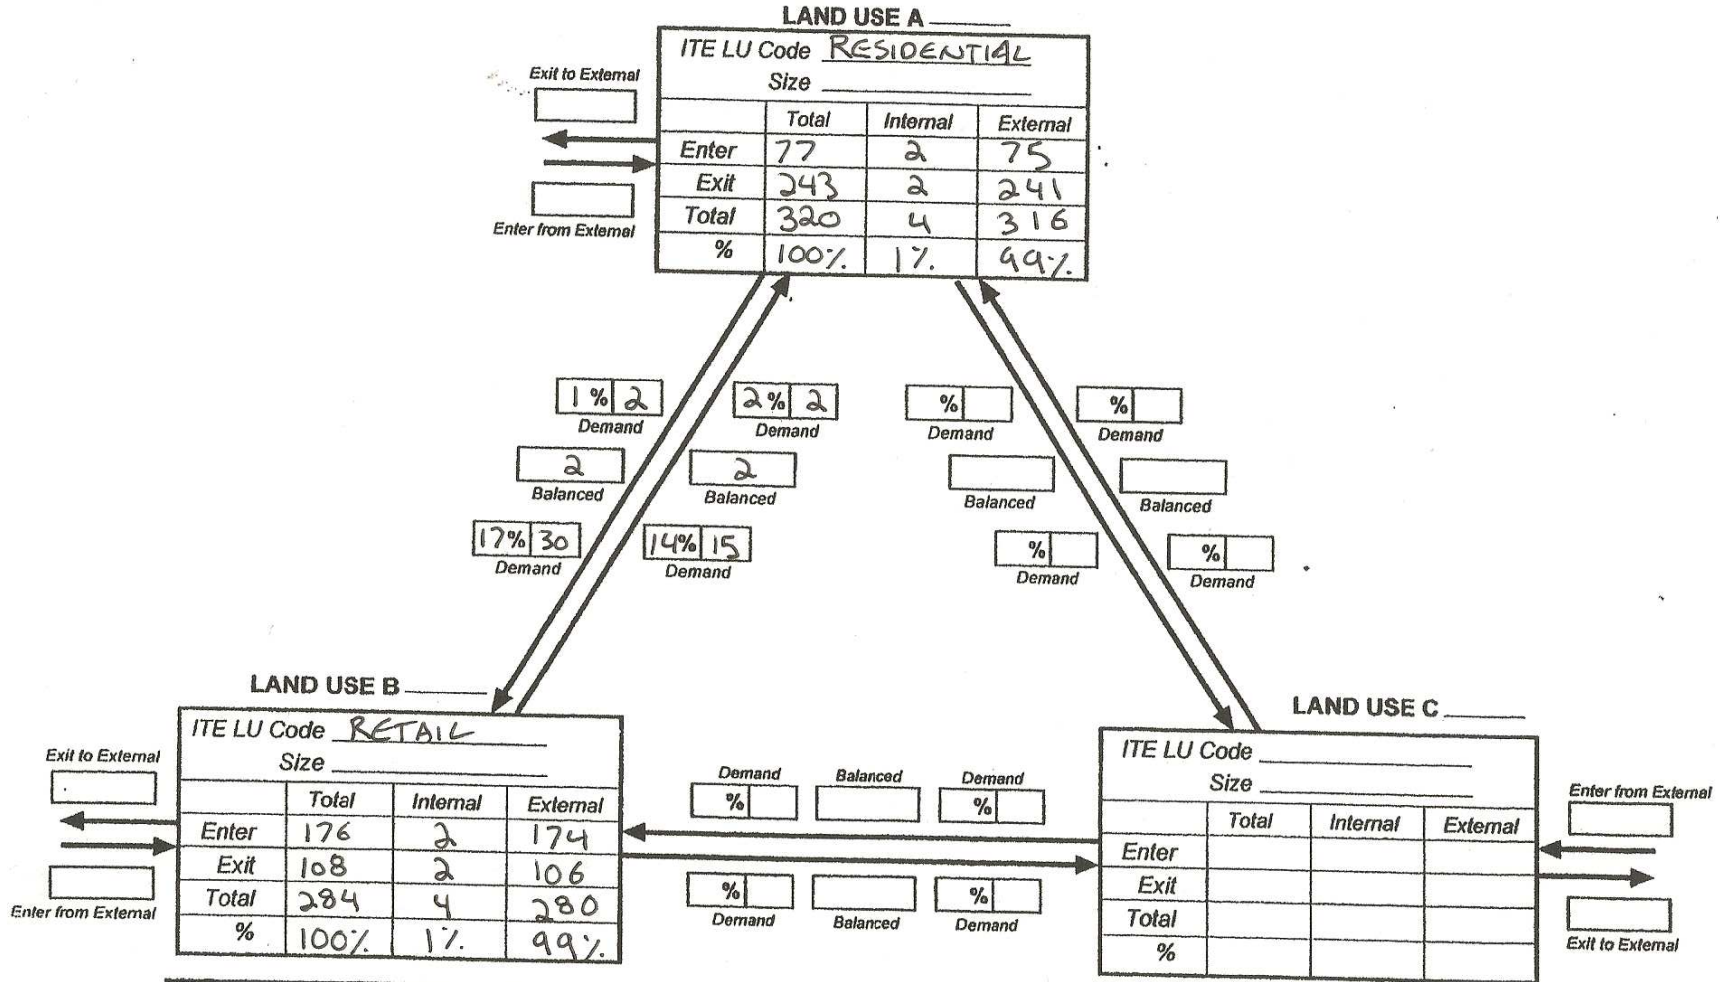 LAND USE A
ITE LU Code RESIDENTIAL
Size
Exit to External
Total Internal External
Enter 77 2 75
Exit 243 2 241
Total 320 4 316
% 100% 1% 99%
Enter from External
1 % 2
Demand
2 % 2
Demand
%
Demand
%
Demand
2
Balanced
2
Balanced
Balanced
Balanced
17% 30
Demand
14% 15
Demand
%
Demand
%
Demand
LAND USE B
ITE LU Code RETAIL
Size
Exit to External
Total Internal External
Enter 176 2 174
Exit 108 2 106
Total 284 4 280
% 100% 1% 99%
Enter from External
Demand Balanced Demand
% %
% %
Demand Balanced Demand
LAND USE C
ITE LU Code
Size
Enter from External
Total Internal External
Enter
Exit
Total
%
Exit to External